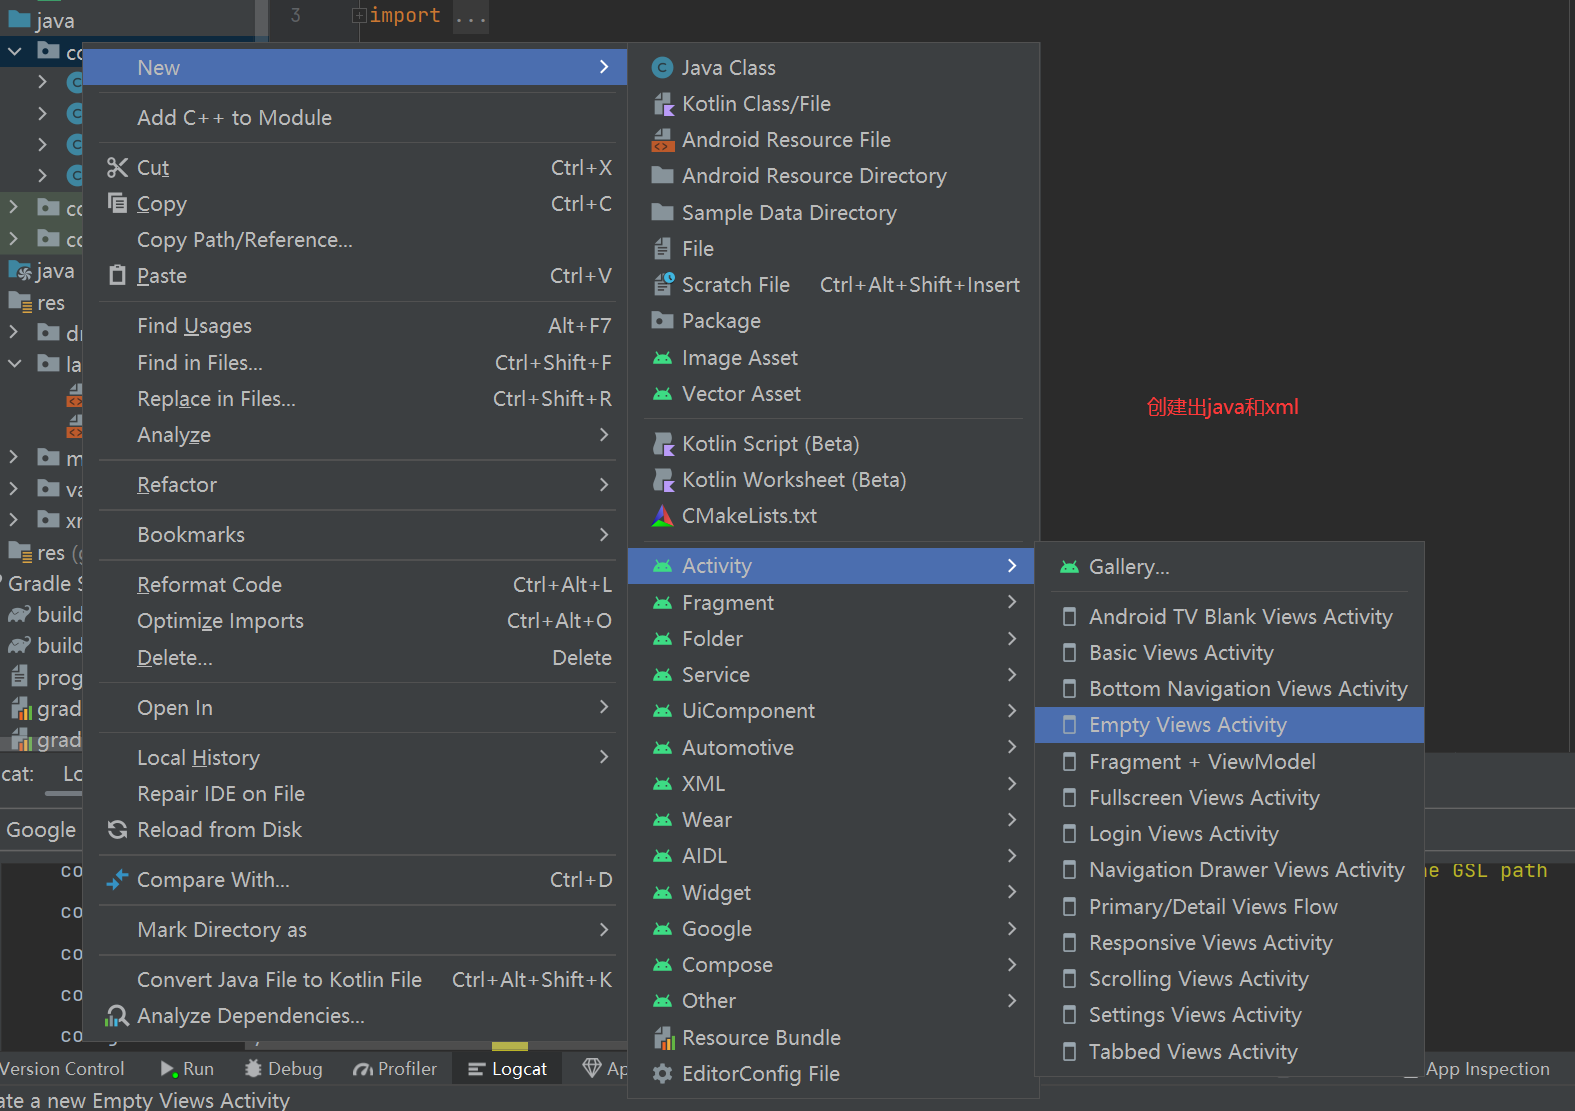 java
3
import ...
New
Add C++ to Module
Cut Ctrl+X
Copy Ctrl+C
Copy Path/Reference...
Paste Ctrl+V
Find Usages Alt+F7
Find in Files... Ctrl+Shift+F
Replace in Files... Ctrl+Shift+R
Analyze
Refactor
Bookmarks
Reformat Code Ctrl+Alt+L
Optimize Imports Ctrl+Alt+O
Delete... Delete
Open In
Local History
Repair IDE on File
Reload from Disk
Compare With... Ctrl+D
Mark Directory as
Convert Java File to Kotlin File Ctrl+Alt+Shift+K
Analyze Dependencies...
Java Class
Kotlin Class/File
Android Resource File
Android Resource Directory
Sample Data Directory
File
Scratch File Ctrl+Alt+Shift+Insert
Package
Image Asset
Vector Asset
Kotlin Script (Beta)
Kotlin Worksheet (Beta)
CMakeLists.txt
Activity
Fragment
Folder
Service
UiComponent
Automotive
XML
Wear
AIDL
Widget
Google
Compose
Other
Resource Bundle
EditorConfig File
Gallery...
Android TV Blank Views Activity
Basic Views Activity
Bottom Navigation Views Activity
Empty Views Activity
Fragment + ViewModel
Fullscreen Views Activity
Login Views Activity
Navigation Drawer Views Activity
Primary/Detail Views Flow
Responsive Views Activity
Scrolling Views Activity
Settings Views Activity
Tabbed Views Activity
创建出java和xml
co
co
co
java
res
dr
la
m
va
xr
res (g
Gradle S
build
build
prog
grad
grad
cat: Lo
Google
co
co
co
co
co
ne GSL path
Version Control Run Debug Profiler Logcat Ap App Inspection
ate a new Empty Views Activity